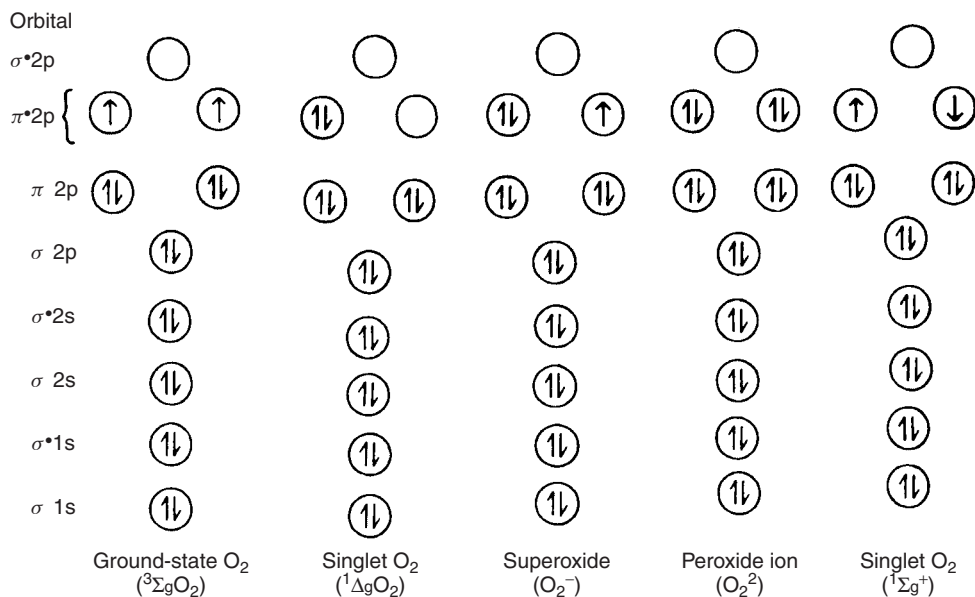 Orbital
σ•2p
π•2p {
π 2p
σ 2p
σ•2s
σ 2s
σ•1s
σ 1s
Ground-state O₂
(³ΣgO₂)
Singlet O₂
(¹ΔgO₂)
Superoxide
(O₂⁻)
Peroxide ion
(O₂²)
Singlet O₂
(¹Σg⁺)